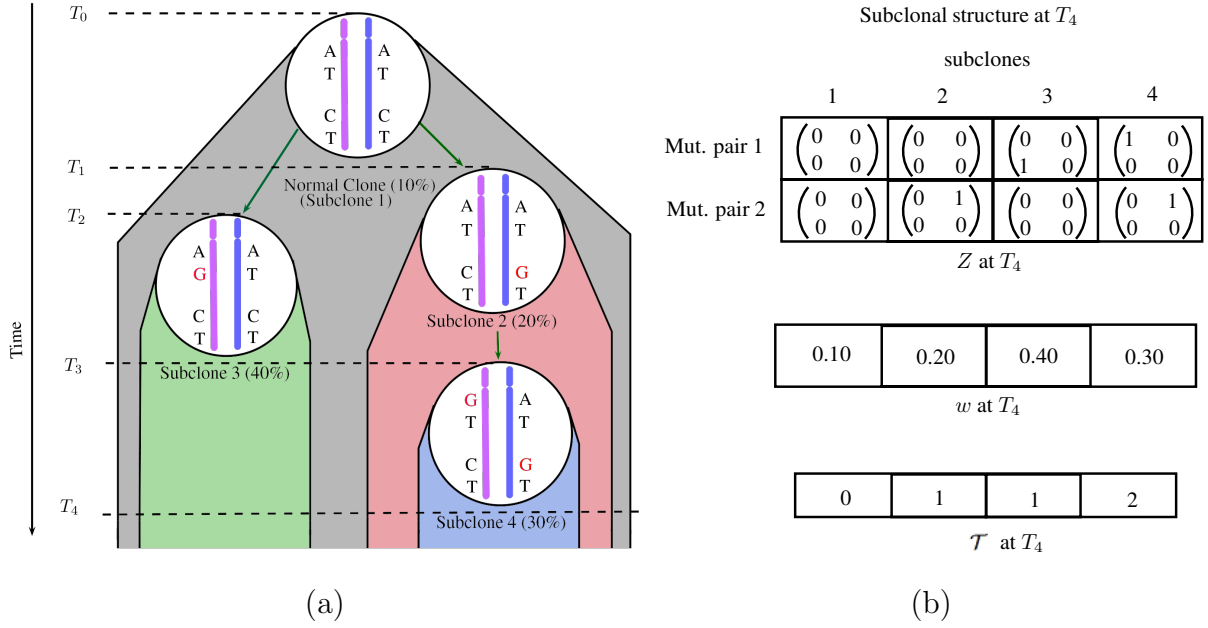 T₀
A A
T T
C C
T T
T₁
Normal Clone (10%)
(Subclone 1)
T₂
A A
T T
C G
T T
A A
G T
C C
T T
Subclone 2 (20%)
T₃
Subclone 3 (40%)
G A
T T
C G
T T
T₄
Subclone 4 (30%)
Time
(a)
Subclonal structure at T₄
subclones
1 2 3 4
Mut. pair 1
0 0 0 0 0 0 1 0
0 0 0 0 1 0 0 0
Mut. pair 2
0 0 0 1 0 0 0 1
0 0 0 0 0 0 0 0
Z at T₄
0.10 0.20 0.40 0.30
w at T₄
0 1 1 2
𝒯 at T₄
(b)